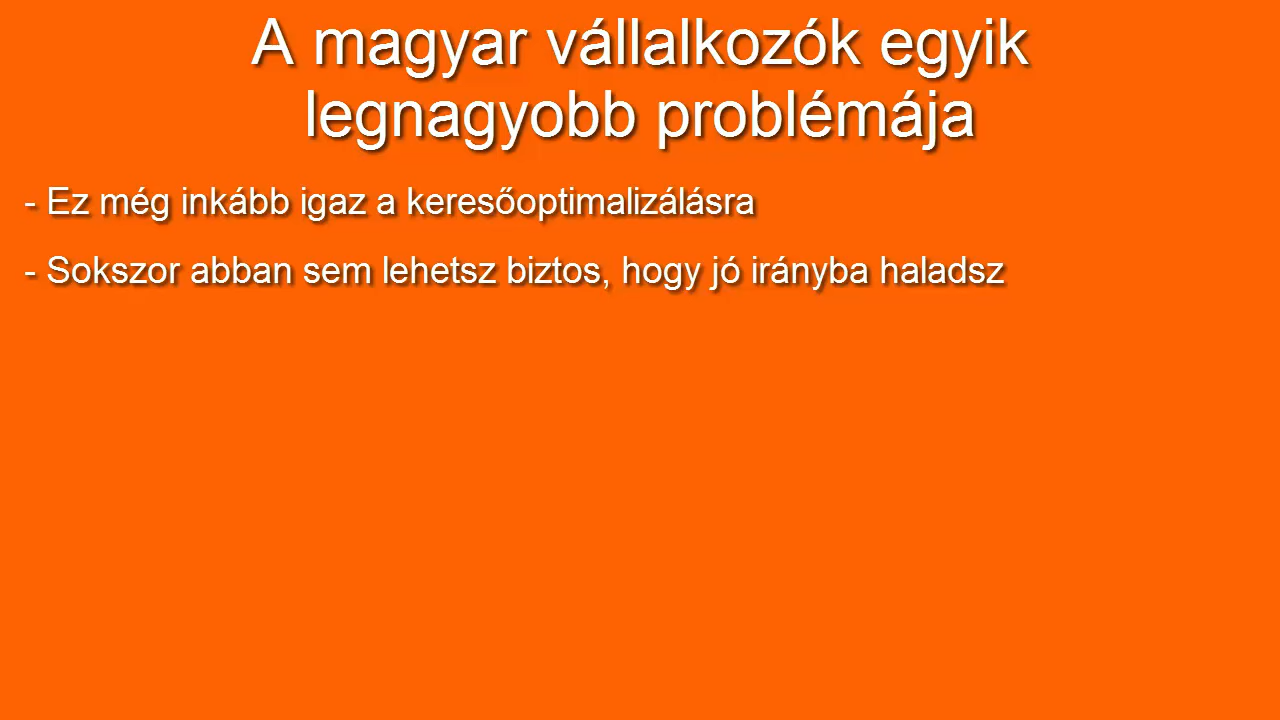 A magyar vállalkozók egyik
legnagyobb problémája
- Ez még inkább igaz a keresőoptimalizálásra
- Sokszor abban sem lehetsz biztos, hogy jó irányba haladsz